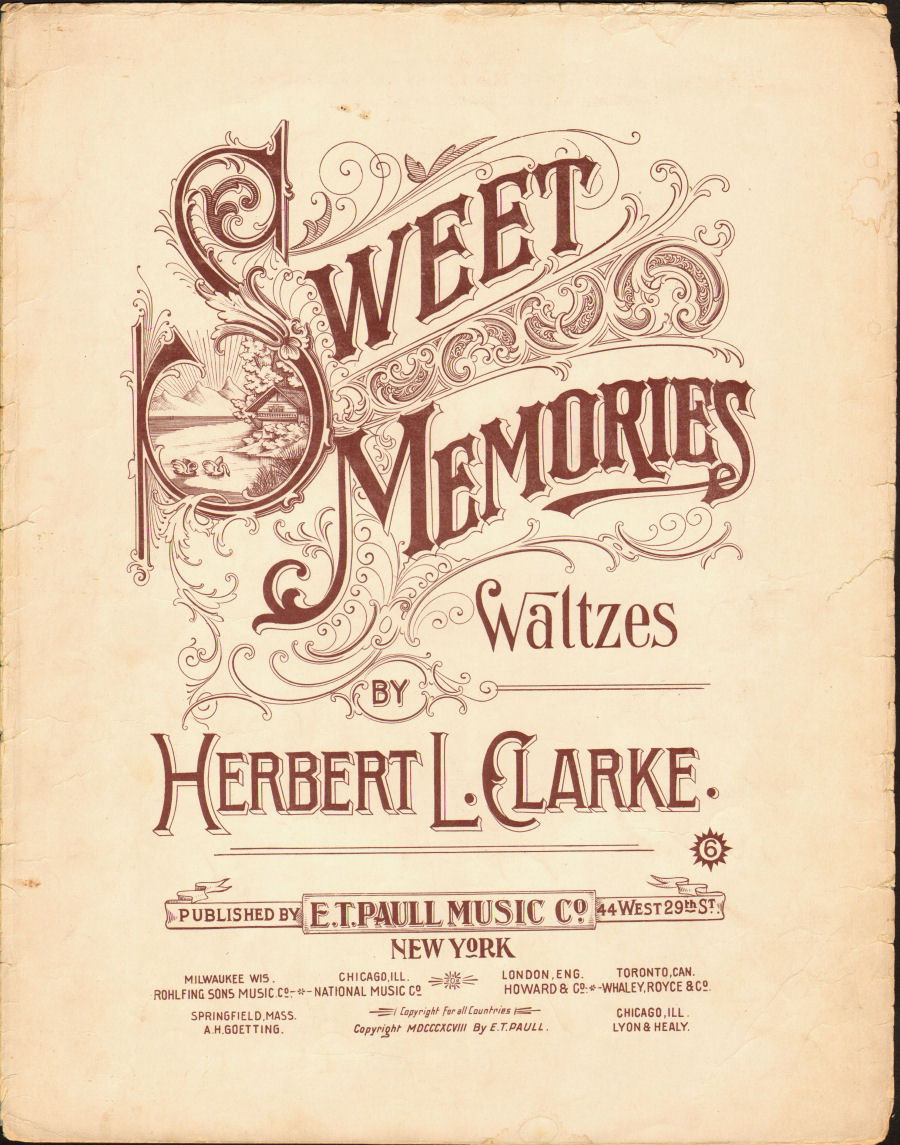 SWEET
MEMORIES
Waltzes
BY
HERBERT L. CLARKE.
6
PUBLISHED BY E.T. PAULL MUSIC CO. 44 WEST 29th ST.
NEW YORK
MILWAUKEE WIS. CHICAGO, ILL. LONDON, ENG. TORONTO, CAN.
ROHLFING SONS MUSIC. CO. -*- NATIONAL MUSIC CO HOWARD & CO. -*- WHALEY, ROYCE & CO.
SPRINGFIELD, MASS. Copyright For all Countries CHICAGO, ILL.
A.H. GOETTING. Copyright MDCCCXCVIII By E.T. PAULL. LYON & HEALY.